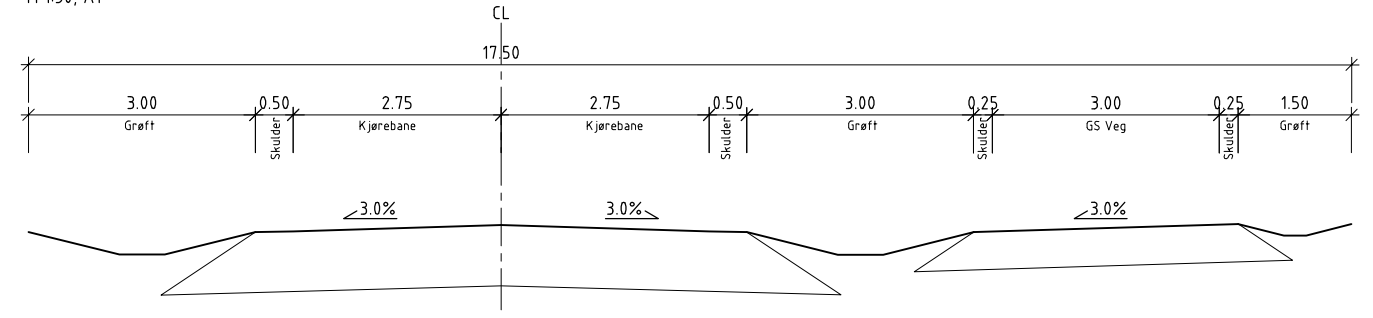 CL
17.50
3.00 0.50 2.75 2.75 0.50 3.00 0.25 3.00 0.25 1.50
Grøft Skulder Kjørebane Kjørebane Skulder Grøft Skulder GS Veg Skulder Grøft
3.0% 3.0% 3.0%